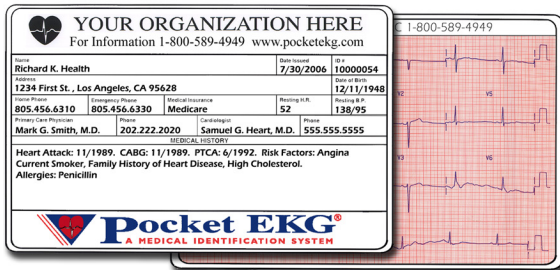 YOUR ORGANIZATION HERE
For Information 1-800-589-4949 www.pocketekg.com
Name Date Issued ID #
Richard K. Health 7/30/2006 10000054
Address Date of Birth
1234 First St. , Los Angeles, CA 95628 12/11/1948
Home Phone Emergency Phone Medical Insurance Resting H.R. Resting B.P.
805.456.6310 805.456.6330 Medicare 52 138/95
Primary Care Physician Phone Cardiologist Phone
Mark G. Smith, M.D. 202.222.2020 Samuel G. Heart, M.D. 555.555.5555
MEDICAL HISTORY
Heart Attack: 11/1989. CABG: 11/1989. PTCA: 6/1992. Risk Factors: Angina
Current Smoker, Family History of Heart Disease, High Cholesterol.
Allergies: Penicillin
Pocket EKG®
A MEDICAL IDENTIFICATION SYSTEM
C 1-800-589-4949
V2 V5
V3 V6